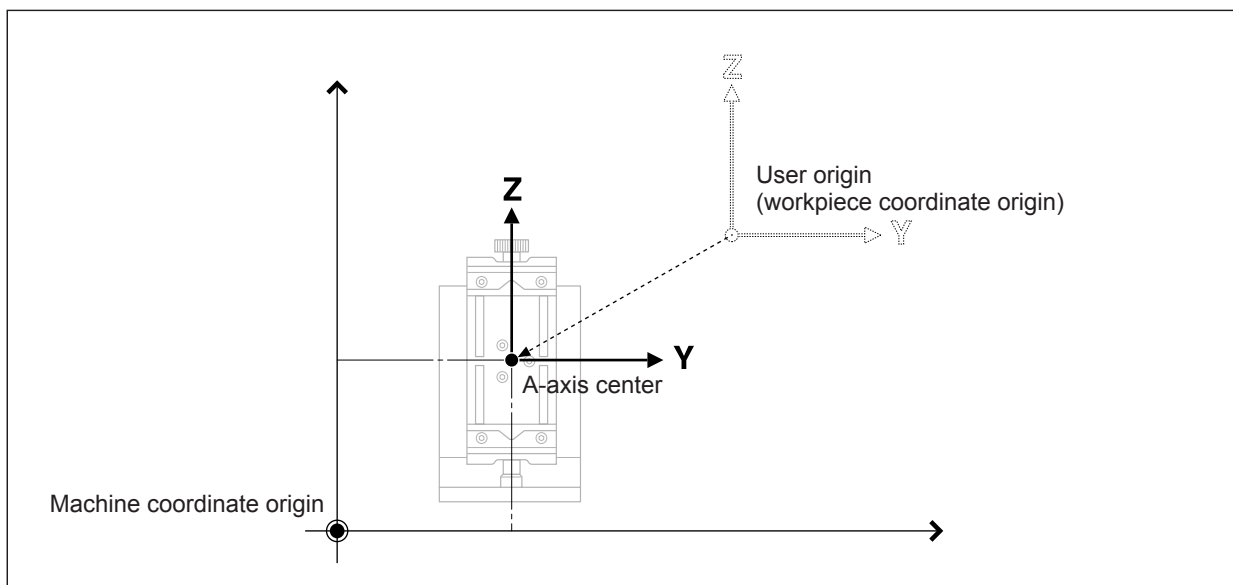 Z
User origin
(workpiece coordinate origin)
Z
Y
Y
A-axis center
Machine coordinate origin